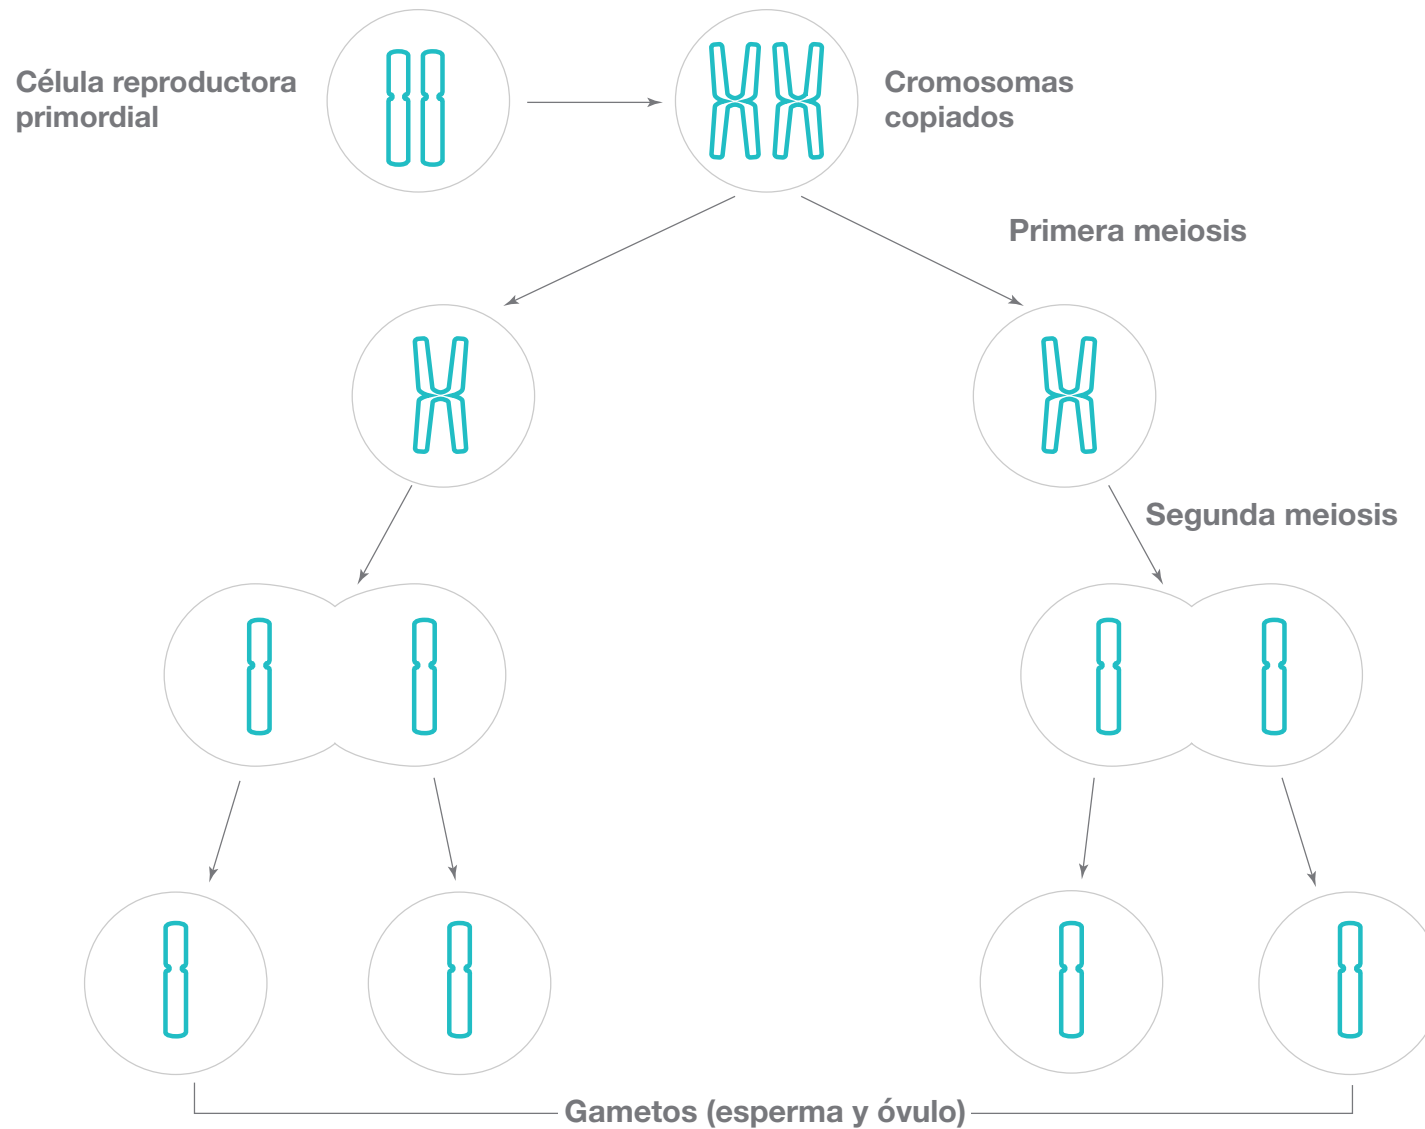 Célula reproductora
primordial
Cromosomas
copiados
Primera meiosis
Segunda meiosis
Gametos (esperma y óvulo)